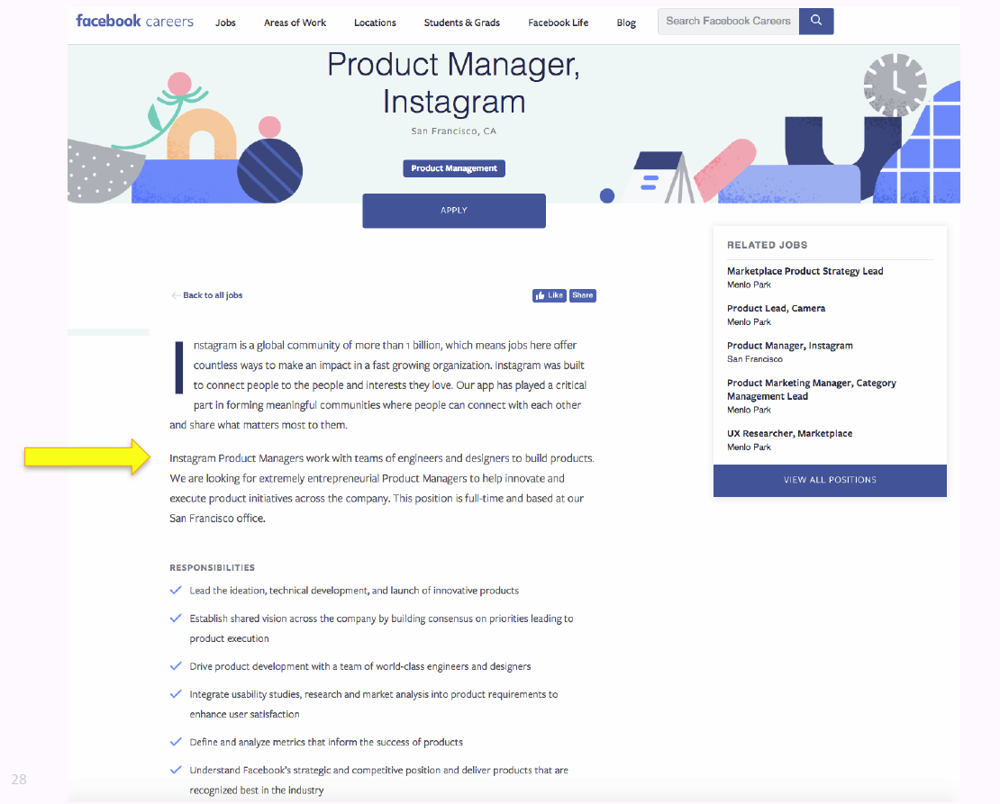 facebook careers
Jobs
Areas of Work
Locations
Students & Grads
Facebook Life
Blog
Search Facebook Careers
Product Manager,
Instagram
San Francisco, CA
Product Management
APPLY
Back to all jobs
Like
Share
Instagram is a global community of more than 1 billion, which means jobs here offer
countless ways to make an impact in a fast growing organization. Instagram was built
to connect people to the people and interests they love. Our app has played a critical
part in forming meaningful communities where people can connect with each other
and share what matters most to them.
Instagram Product Managers work with teams of engineers and designers to build products.
We are looking for extremely entrepreneurial Product Managers to help innovate and
execute product initiatives across the company. This position is full-time and based at our
San Francisco office.
RESPONSIBILITIES
Lead the ideation, technical development, and launch of innovative products
Establish shared vision across the company by building consensus on priorities leading to
product execution
Drive product development with a team of world-class engineers and designers
Integrate usability studies, research and market analysis into product requirements to
enhance user satisfaction
Define and analyze metrics that inform the success of products
Understand Facebook's strategic and competitive position and deliver products that are
recognized best in the industry
RELATED JOBS
Marketplace Product Strategy Lead
Menlo Park
Product Lead, Camera
Menlo Park
Product Manager, Instagram
San Francisco
Product Marketing Manager, Category
Management Lead
Menlo Park
UX Researcher, Marketplace
Menlo Park
VIEW ALL POSITIONS
28